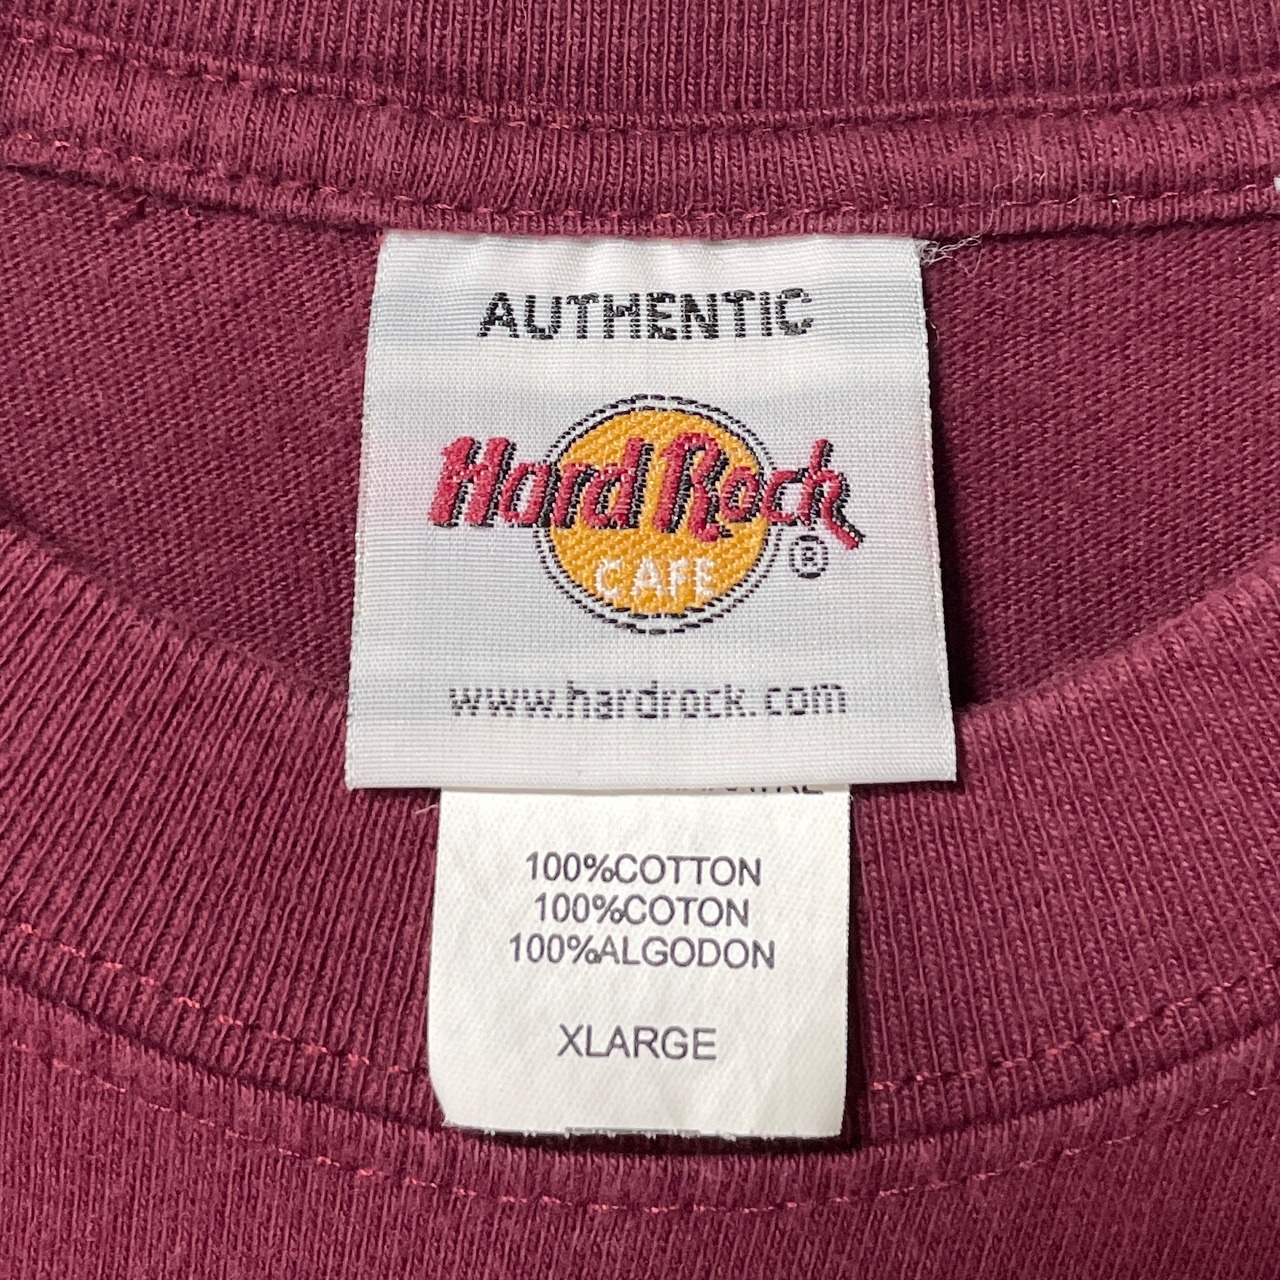 AUTHENTIC
Hard Rock
CAFE
®
www.hardrock.com
100%COTTON
100%COTON
100%ALGODON
XLARGE